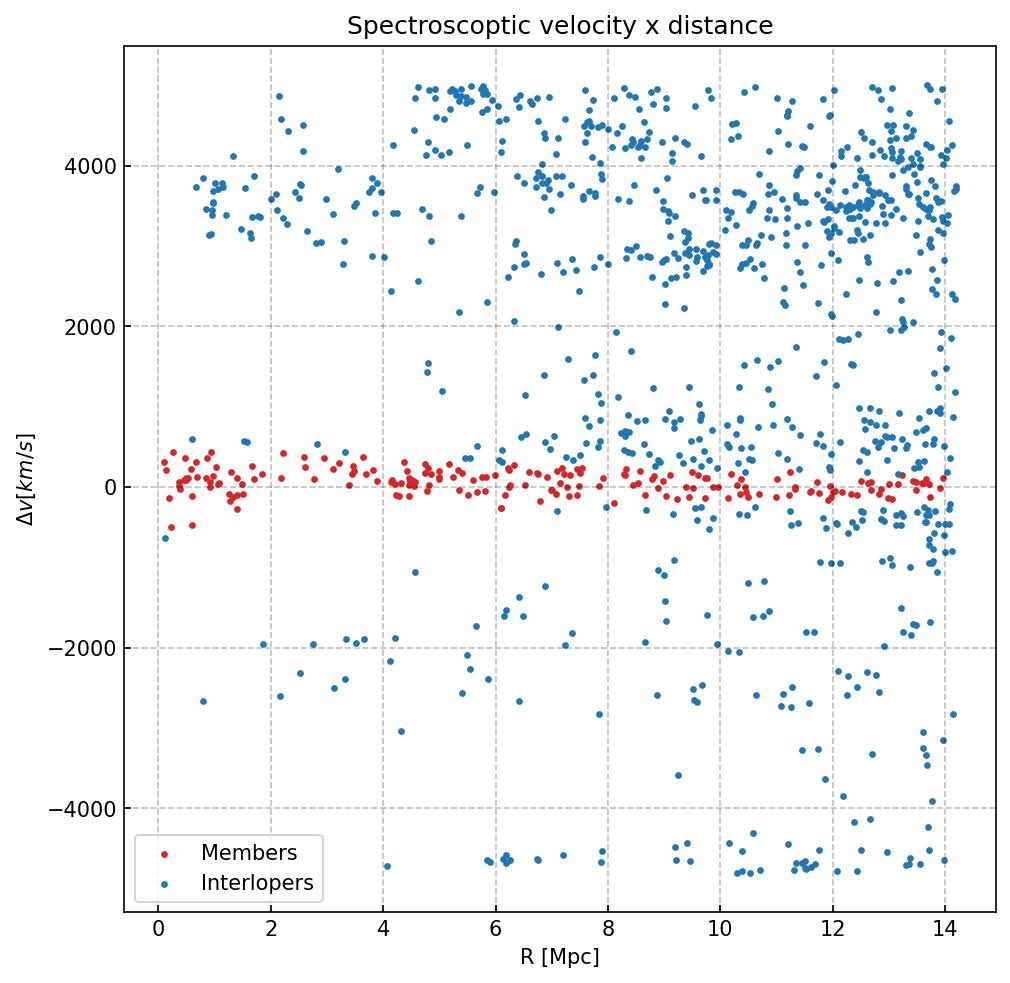 Spectroscoptic velocity x distance
4000
2000
0
−2000
−4000
Δv[km/s]
Members
Interlopers
0 2 4 6 8 10 12 14
R [Mpc]